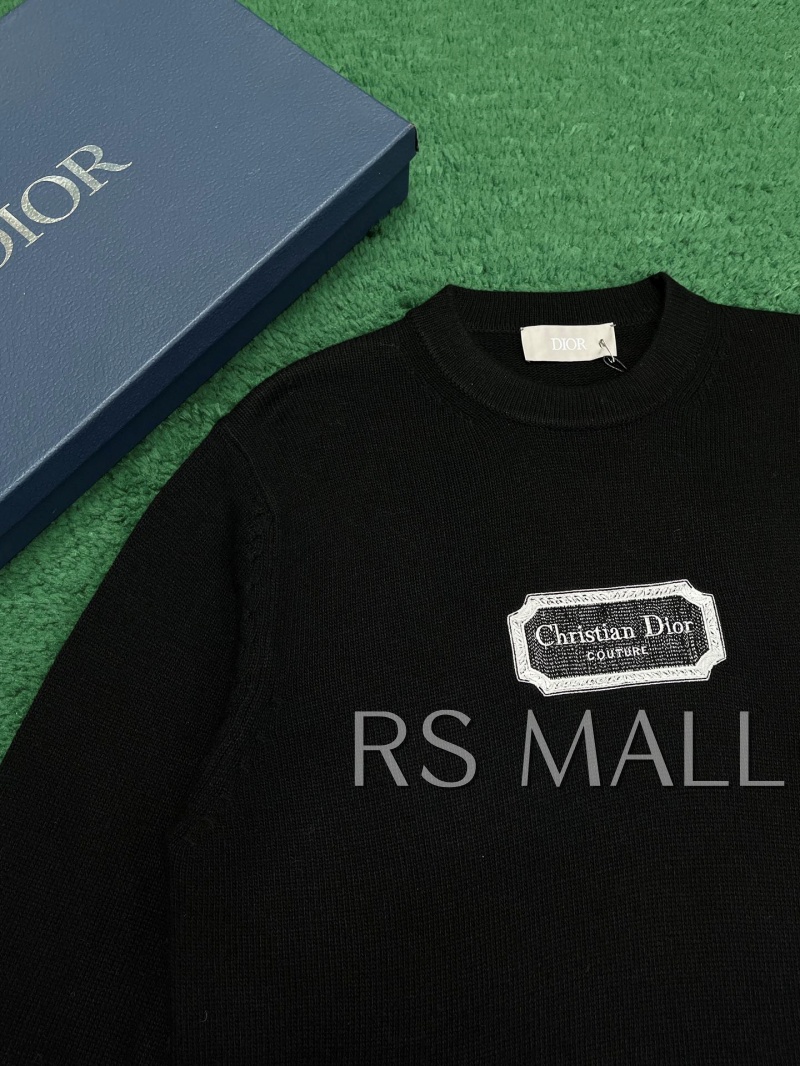 DIOR
DIOR
Christian Dior
COUTURE
RS MALL